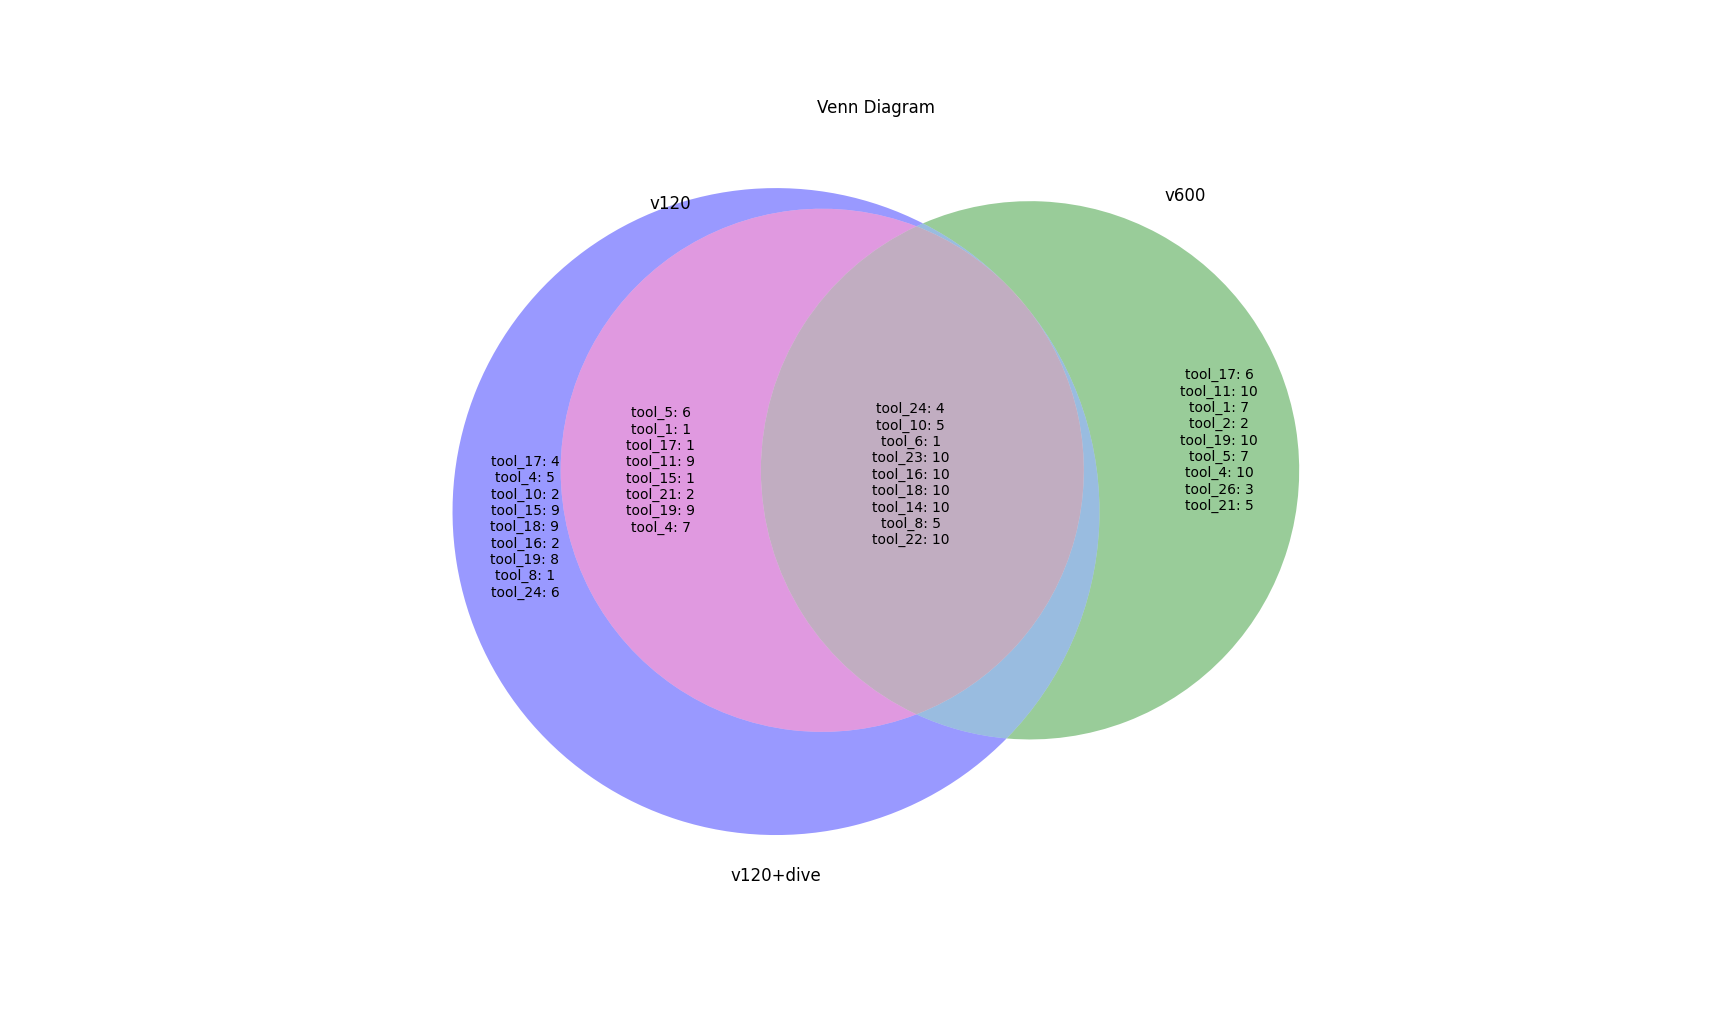 Venn Diagram
v120
v600
tool_17: 4
tool_4: 5
tool_10: 2
tool_15: 9
tool_18: 9
tool_16: 2
tool_19: 8
tool_8: 1
tool_24: 6
tool_5: 6
tool_1: 1
tool_17: 1
tool_11: 9
tool_15: 1
tool_21: 2
tool_19: 9
tool_4: 7
tool_24: 4
tool_10: 5
tool_6: 1
tool_23: 10
tool_16: 10
tool_18: 10
tool_14: 10
tool_8: 5
tool_22: 10
tool_17: 6
tool_11: 10
tool_1: 7
tool_2: 2
tool_19: 10
tool_5: 7
tool_4: 10
tool_26: 3
tool_21: 5
v120+dive